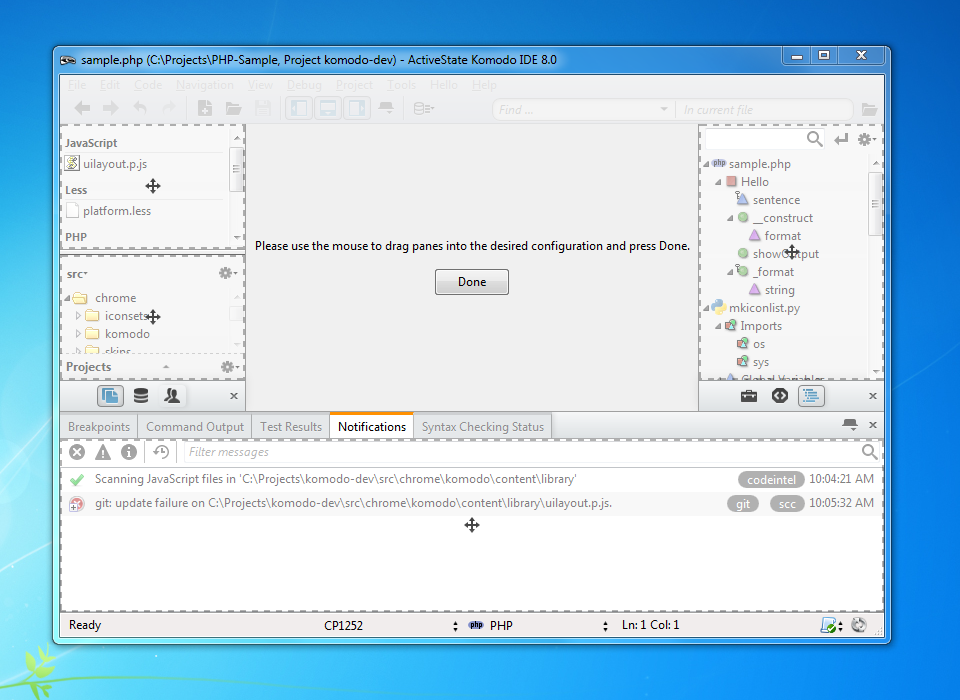 sample.php (C:\Projects\PHP-Sample, Project komodo-dev) - ActiveState Komodo IDE 8.0
File Edit Code Navigation View Debug Project Tools Hello Help
Find ... In current file
JavaScript
uilayout.p.js
Less
platform.less
PHP
src
chrome
iconsets
komodo
skins
Projects
Please use the mouse to drag panes into the desired configuration and press Done.
Done
php sample.php
Hello
sentence
__construct
format
showOutput
_format
string
mkiconlist.py
Imports
os
sys
Global Variables
Breakpoints Command Output Test Results Notifications Syntax Checking Status
Filter messages
Scanning JavaScript files in 'C:\Projects\komodo-dev\src\chrome\komodo\content\library' codeintel 10:04:21 AM
git: update failure on C:\Projects\komodo-dev\src\chrome\komodo\content\library\uilayout.p.js. git scc 10:05:32 AM
Ready CP1252 php PHP Ln: 1 Col: 1